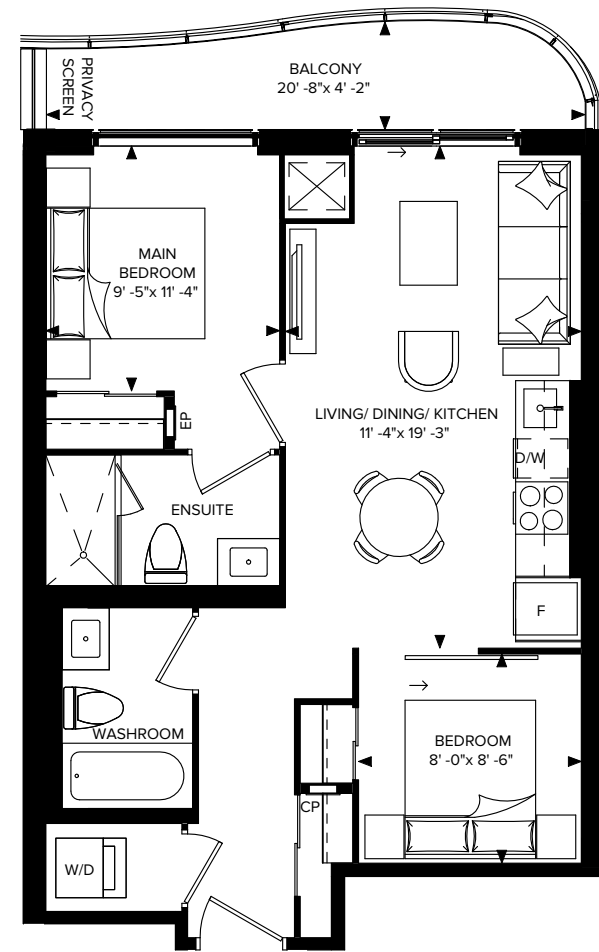 PRIVACY
SCREEN
BALCONY
20' -8"x 4' -2"
MAIN
BEDROOM
9' -5"x 11' -4"
EP
LIVING/ DINING/ KITCHEN
11' -4"x 19' -3"
D/W
ENSUITE
F
WASHROOM
BEDROOM
8' -0"x 8' -6"
CP
W/D